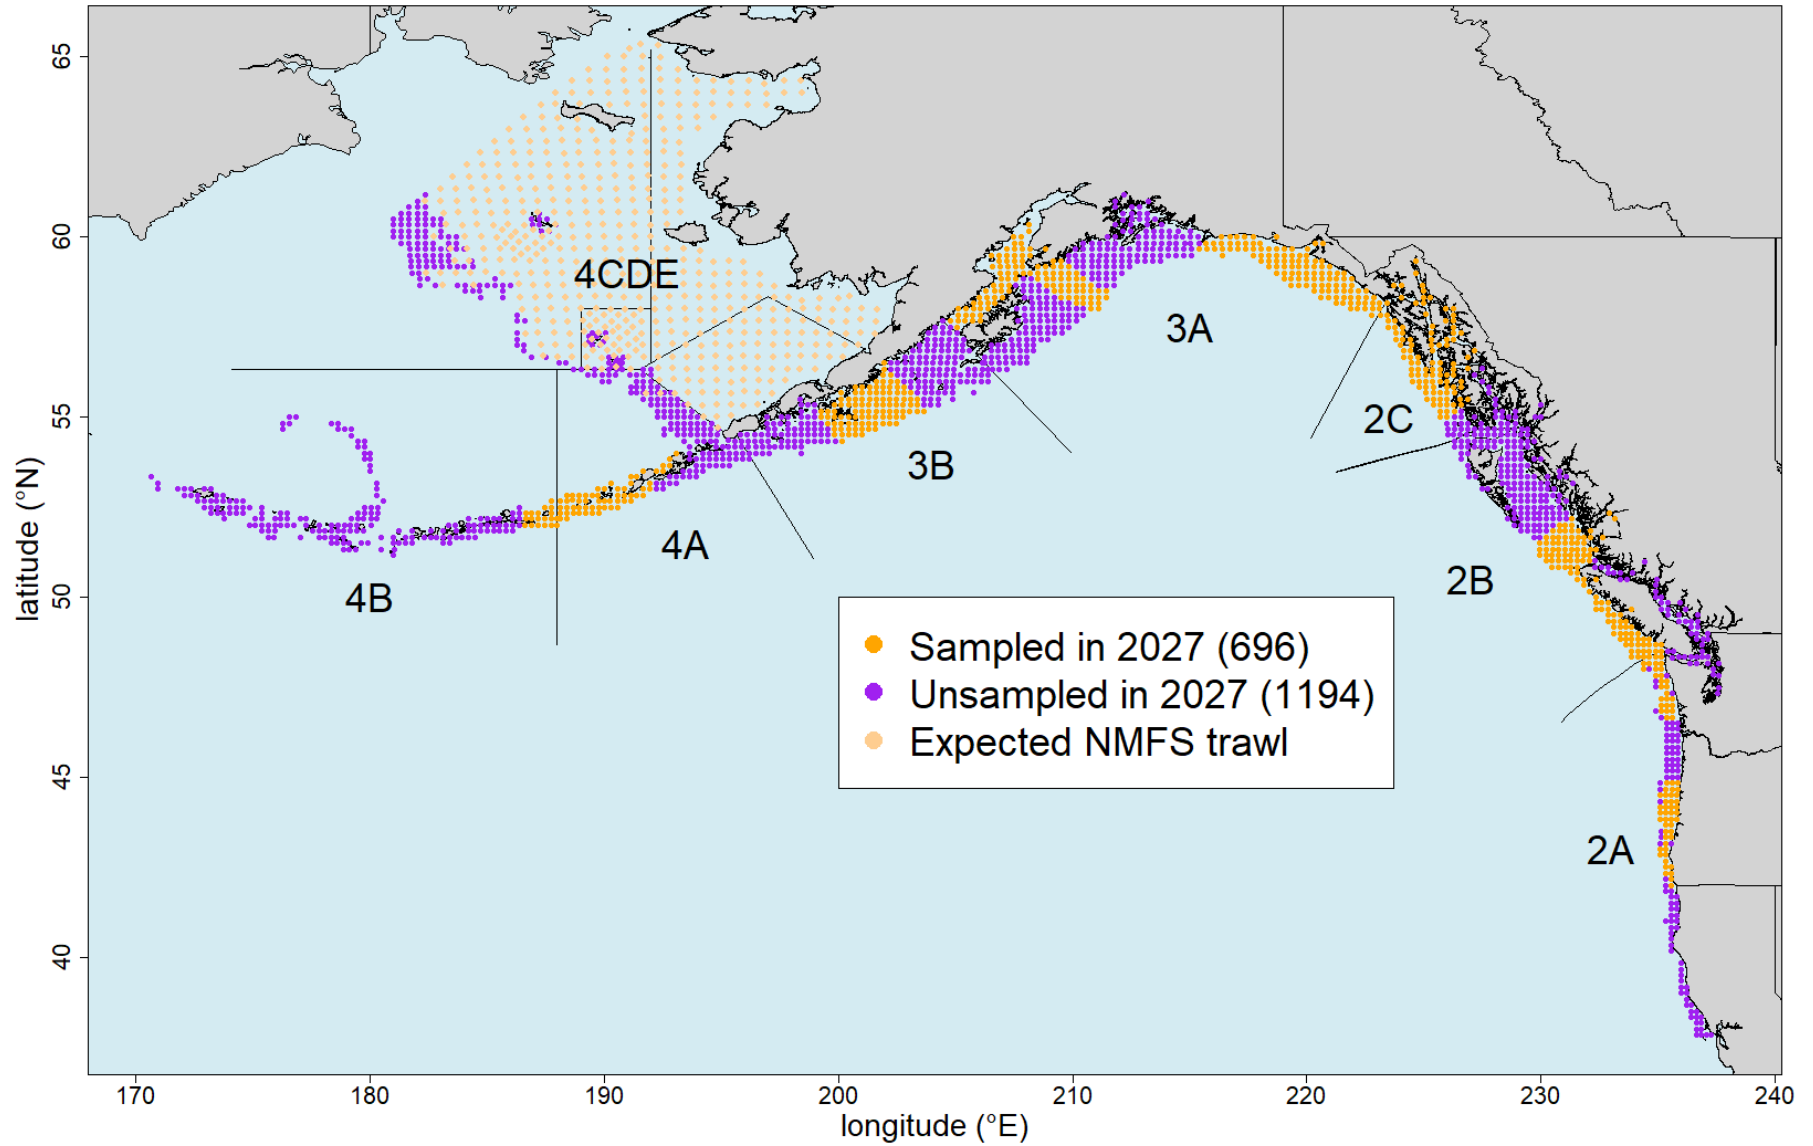 65
60
55
50
45
40
latitude (°N)
4CDE
3A
2C
3B
4A
2B
4B
Sampled in 2027 (696)
Unsampled in 2027 (1194)
Expected NMFS trawl
2A
170
180
190
200
210
220
230
240
longitude (°E)